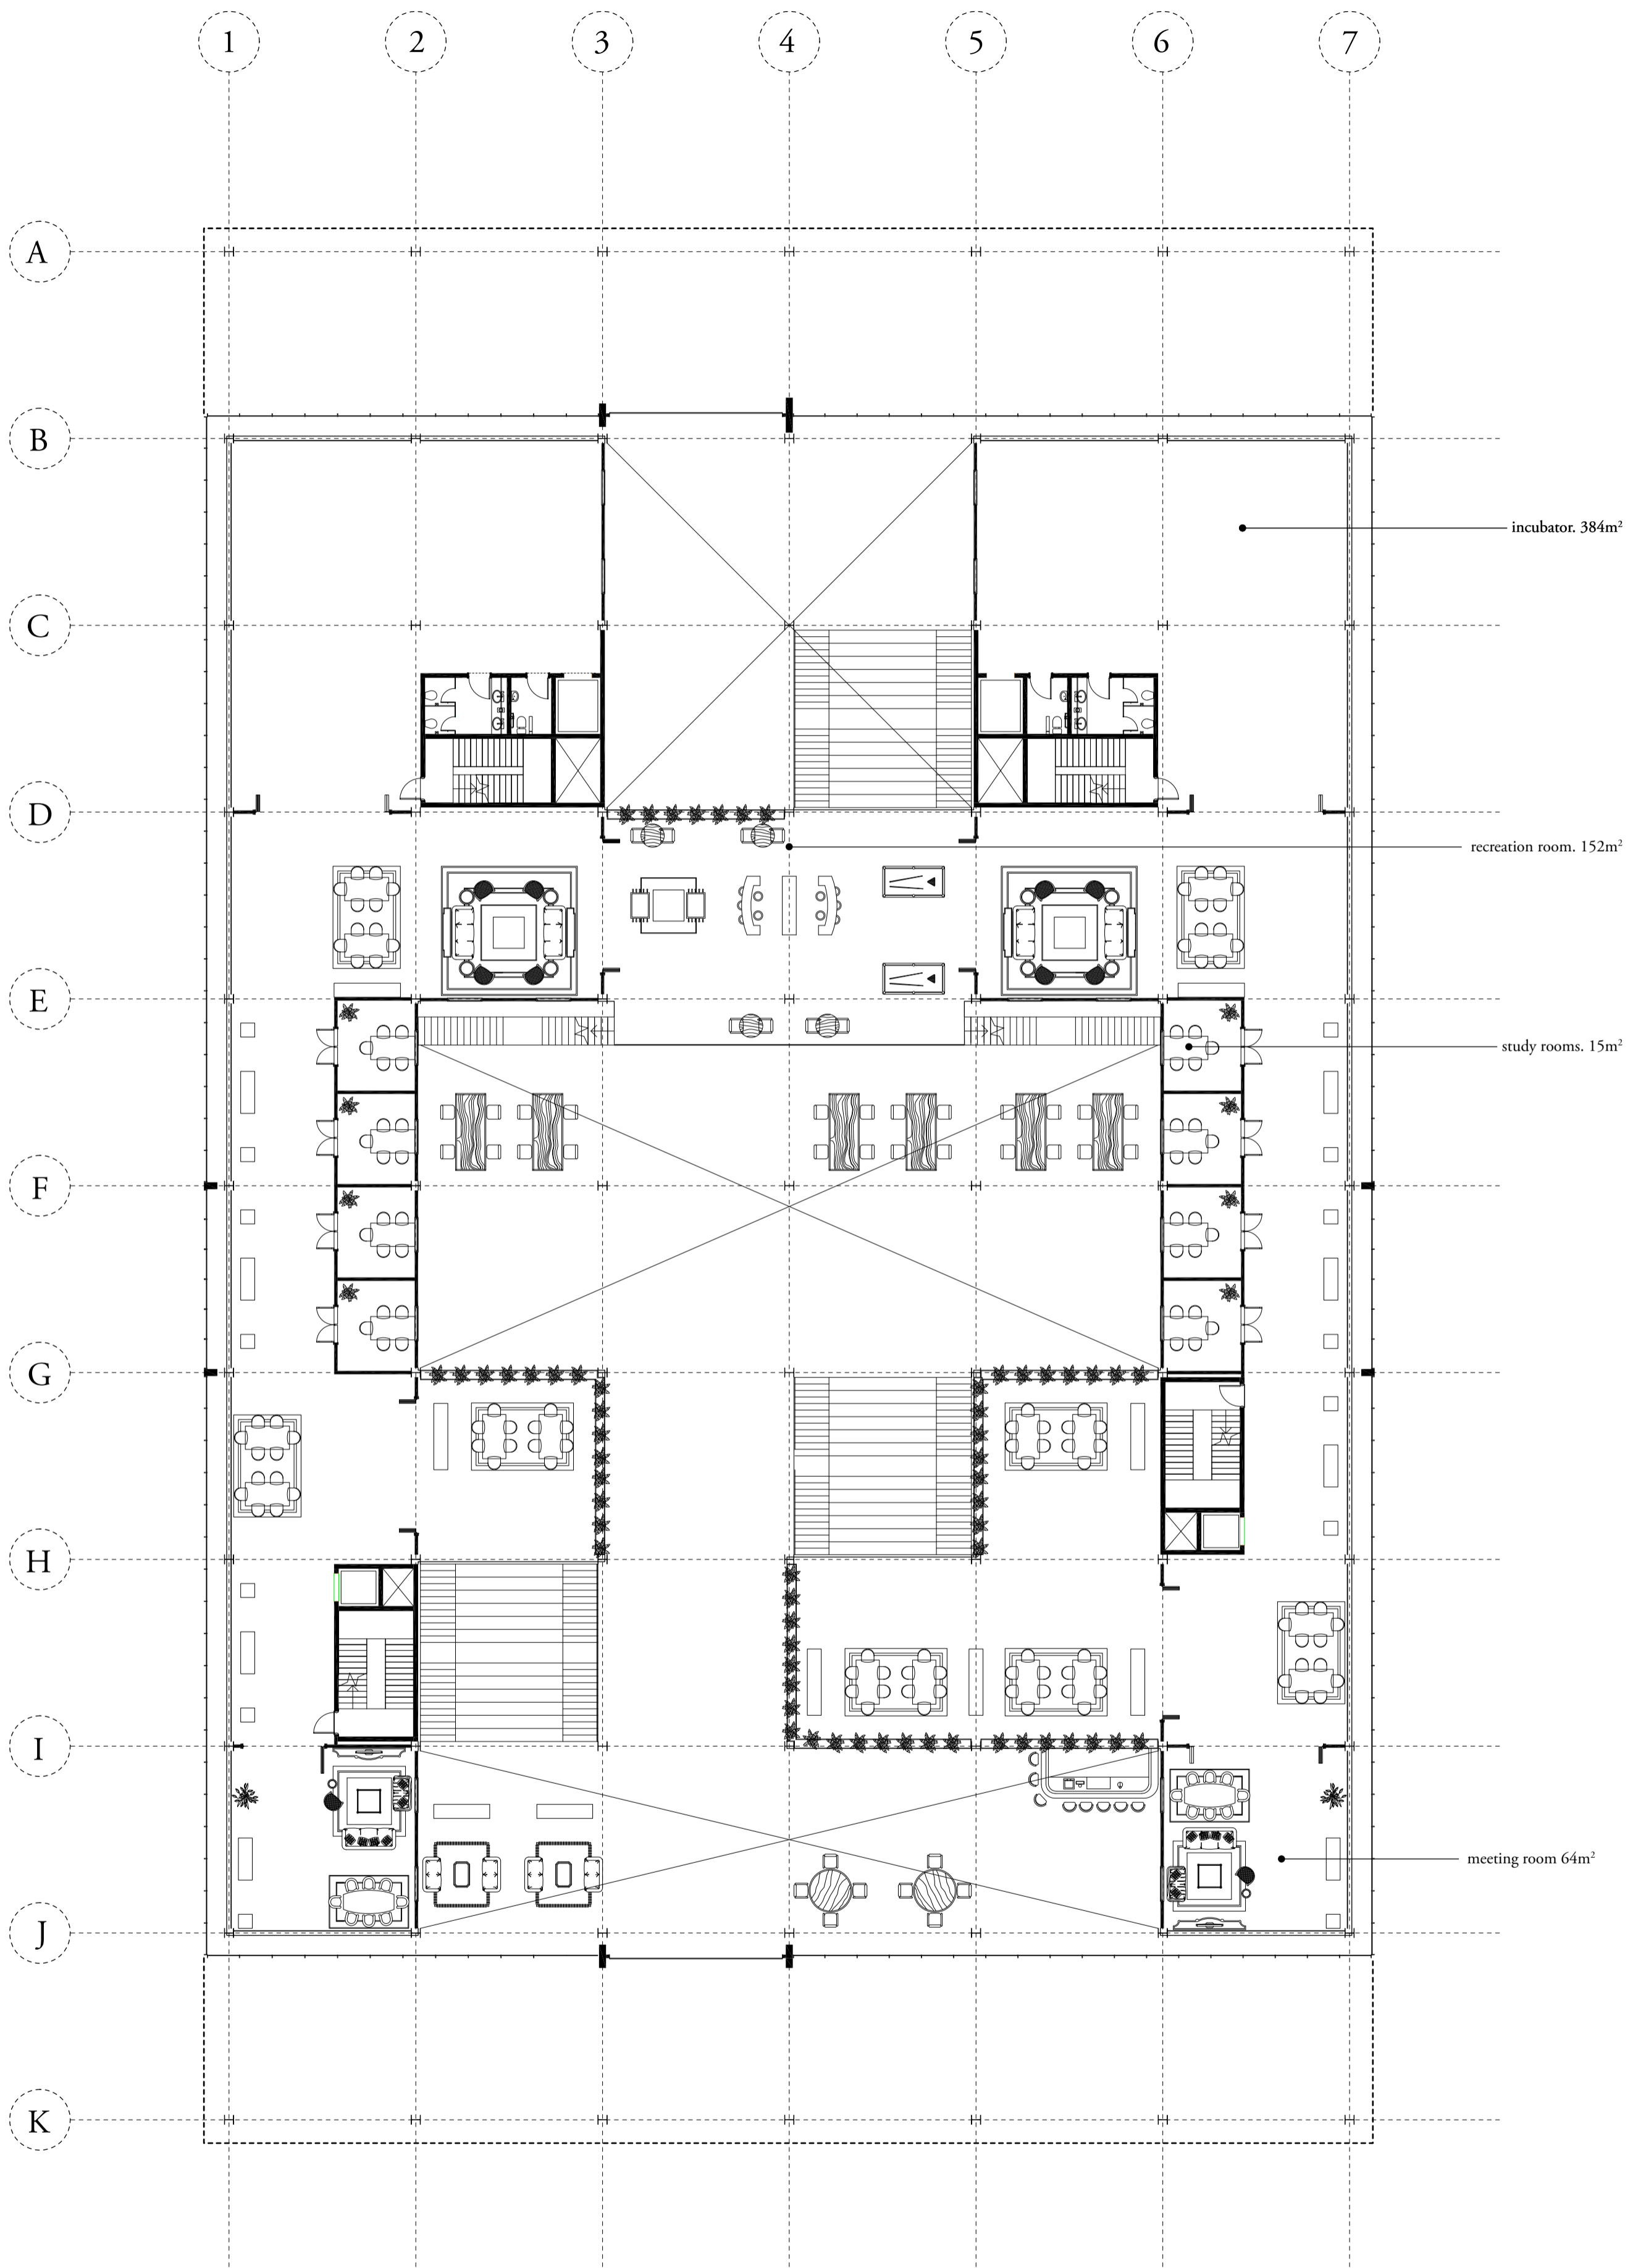 1 2 3 4 5 6 7
A
B
incubator. 384m²
C
D
recreation room. 152m²
E
study rooms. 15m²
F
G
H
I
meeting room 64m²
J
K